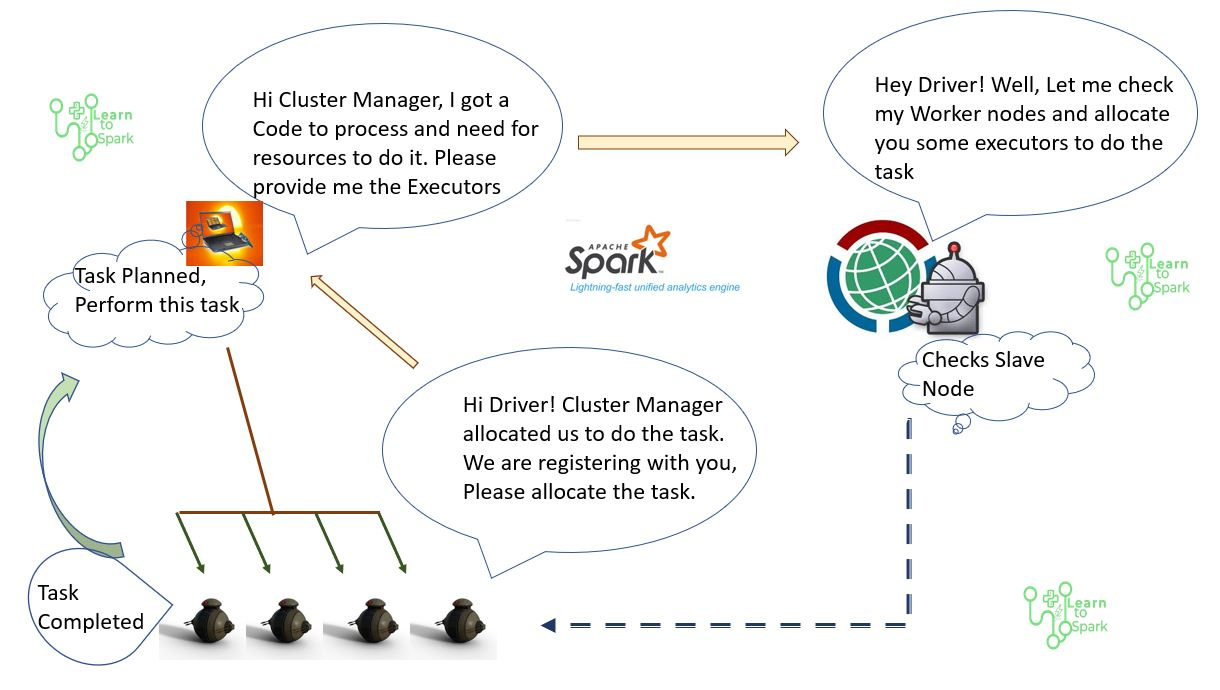 Hi Cluster Manager, I got a
Code to process and need for
resources to do it. Please
provide me the Executors
Hey Driver! Well, Let me check
my Worker nodes and allocate
you some executors to do the
task
Learn
to
Spark
APACHE
Spark
Lightning-fast unified analytics engine
Learn
to
Spark
Task Planned,
Perform this task
Checks Slave
Node
Hi Driver! Cluster Manager
allocated us to do the task.
We are registering with you,
Please allocate the task.
Task
Completed
Learn
to
Spark